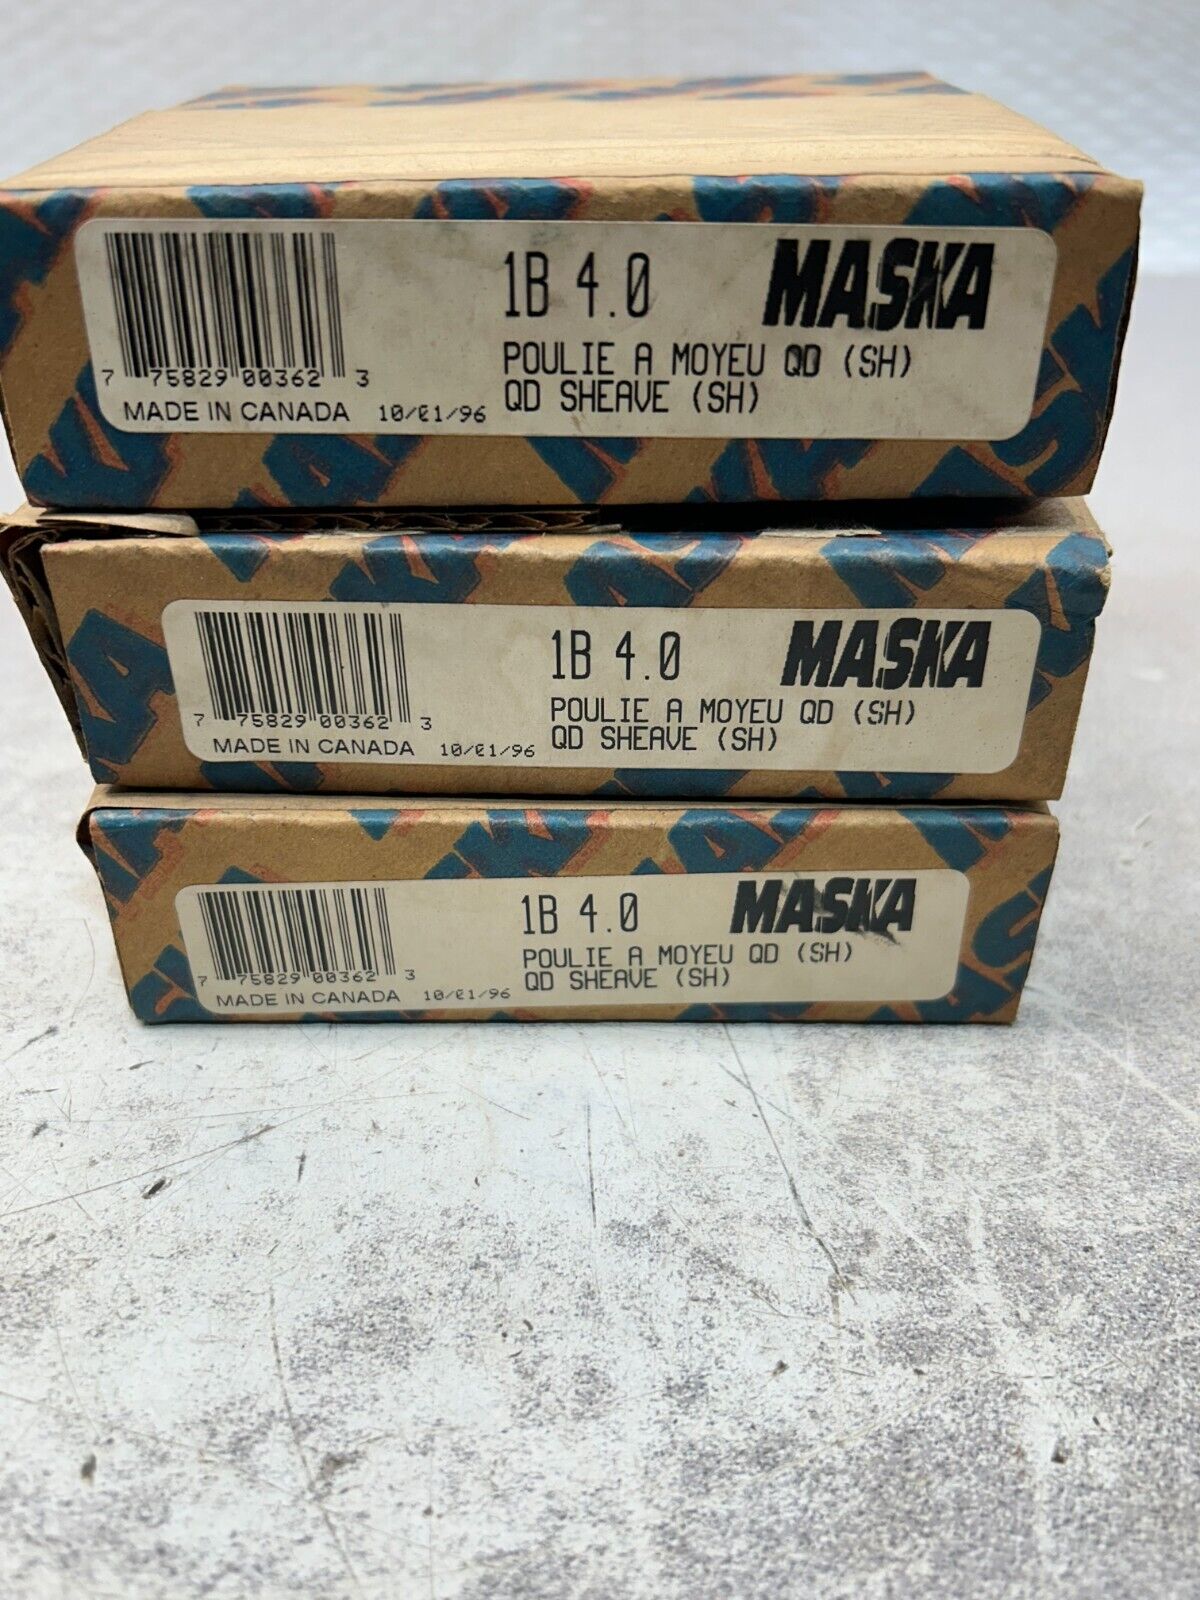 1B 4.0 MASKA
POULIE A MOYEU QD (SH)
QD SHEAVE (SH)
7 75829 00362 3
MADE IN CANADA 10/01/96
1B 4.0 MASKA
POULIE A MOYEU QD (SH)
QD SHEAVE (SH)
7 75829 00362 3
MADE IN CANADA 10/01/96
1B 4.0 MASKA
POULIE A MOYEU QD (SH)
QD SHEAVE (SH)
7 75829 00362 3
MADE IN CANADA 10/01/96